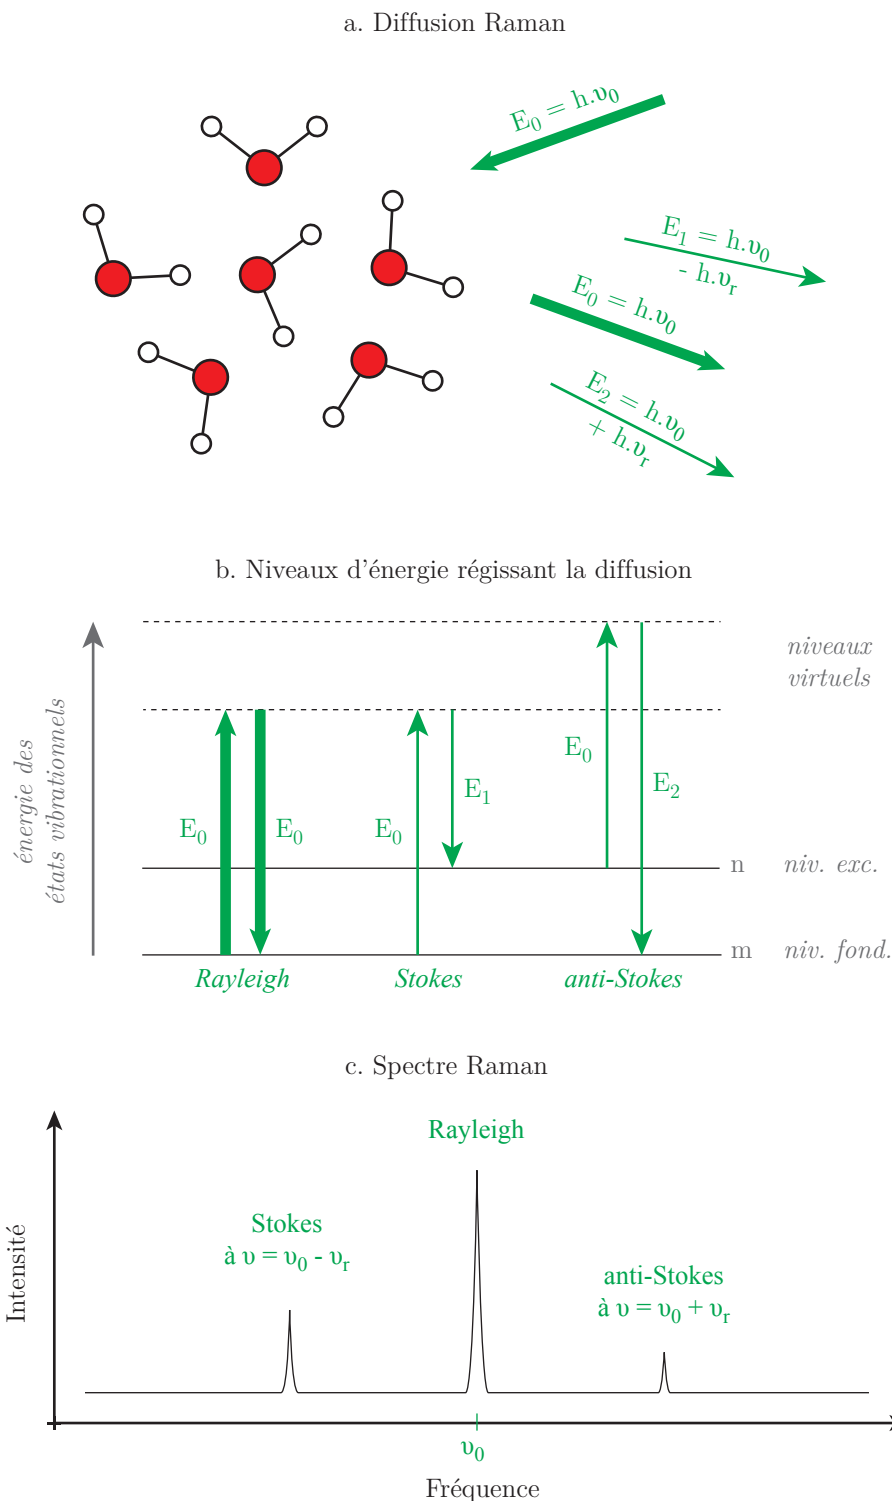 a. Diffusion Raman
E0 = h.υ0
E1 = h.υ0
- h.υr
E0 = h.υ0
E2 = h.υ0
+ h.υr
b. Niveaux d'énergie régissant la diffusion
énergie des
états vibrationnels
niveaux
virtuels
E0
E0
E0
E1
E0
E2
n
niv. exc.
m
niv. fond.
Rayleigh
Stokes
anti-Stokes
c. Spectre Raman
Intensité
Rayleigh
Stokes
à υ = υ0 - υr
anti-Stokes
à υ = υ0 + υr
υ0
Fréquence